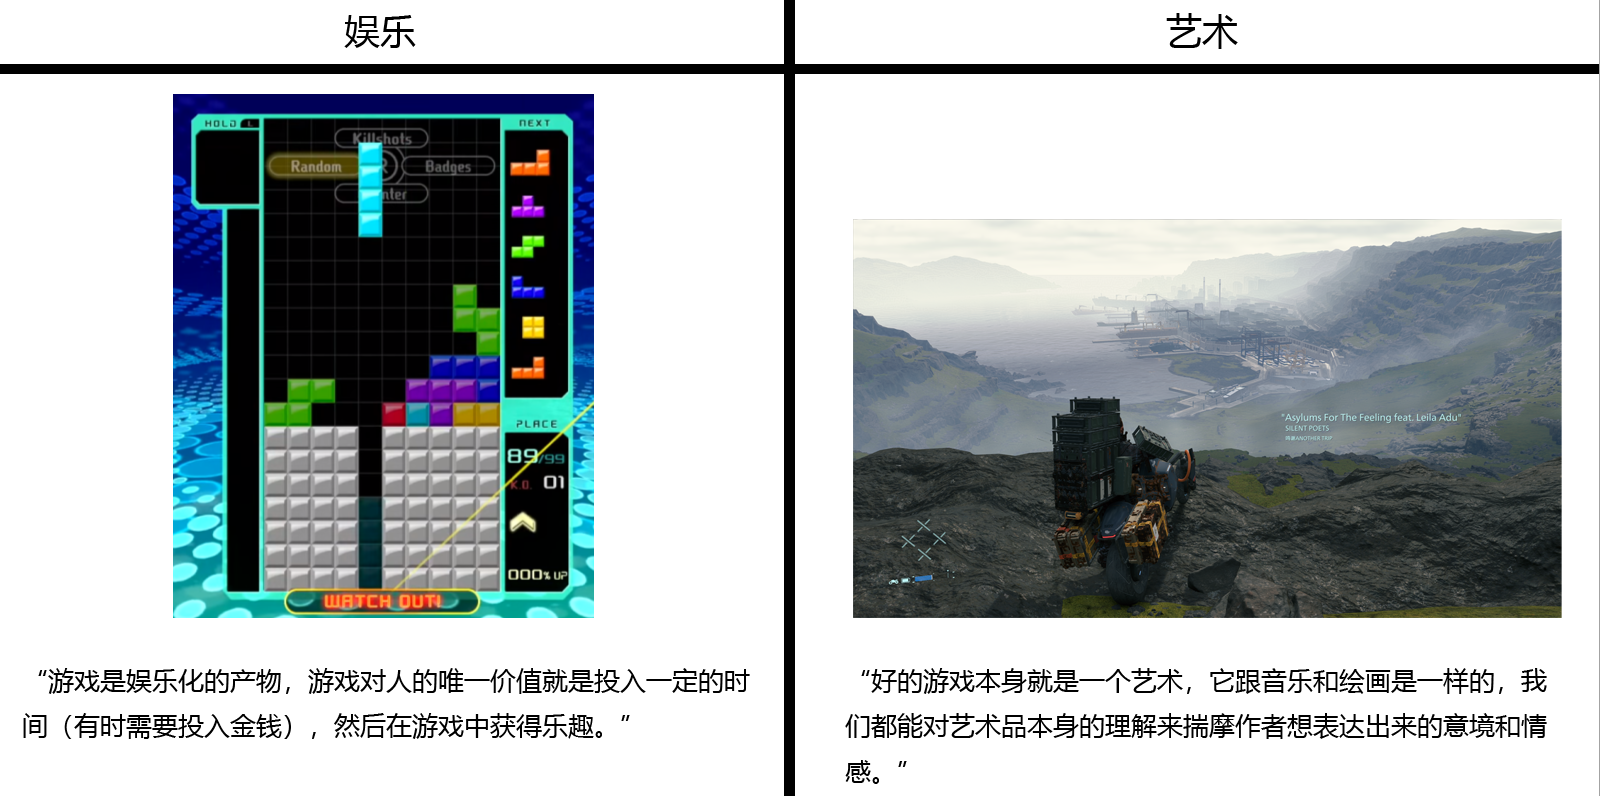 娱乐
艺术
HOLD L
NEXT
Killshots
Random
R
Badges
nter
PLACE
89/99
K.O. 01
000% UP
WATCH OUT!
"Asylums For The Feeling feat. Leila Adu"
SILENT POETS
“游戏是娱乐化的产物，游戏对人的唯一价值就是投入一定的时
间（有时需要投入金钱），然后在游戏中获得乐趣。”
“好的游戏本身就是一个艺术，它跟音乐和绘画是一样的，我
们都能对艺术品本身的理解来揣摩作者想表达出来的意境和情
感。”